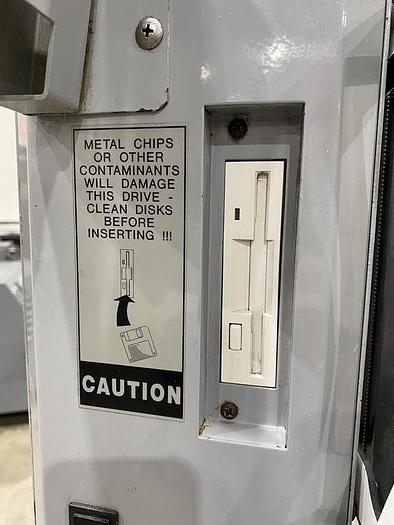 METAL CHIPS
OR OTHER
CONTAMINANTS
WILL DAMAGE
THIS DRIVE -
CLEAN DISKS
BEFORE
INSERTING !!!
CAUTION